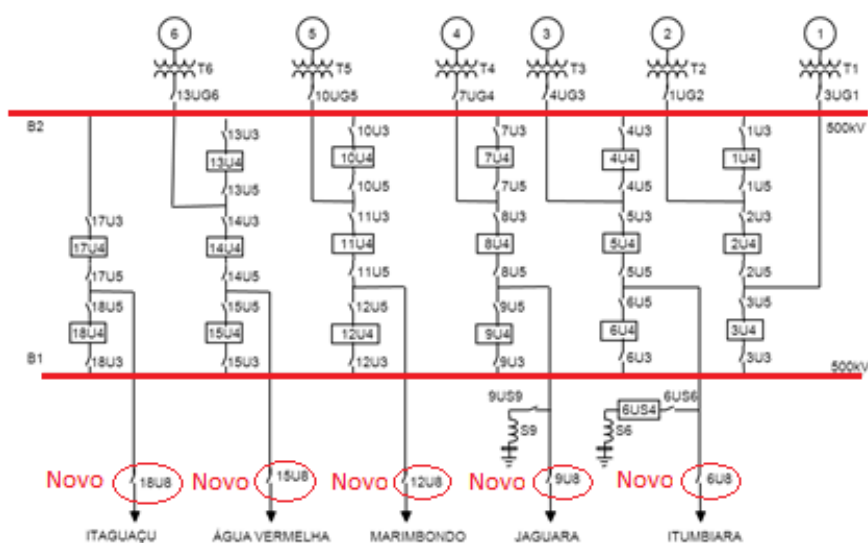 6 5 4 3 2 1
T6 T5 T4 T3 T2 T1
13UG6 10UG5 7UG4 4UG3 1UG2 3UG1
B2 500kV
13U3 10U3 7U3 4U3 1U3
13U4 10U4 7U4 4U4 1U4
13U5 10U5 7U5 4U5 1U5
17U3 14U3 11U3 8U3 5U3 2U3
17U4 14U4 11U4 8U4 5U4 2U4
17U5 14U5 11U5 8U5 5U5 2U5
18U5 15U5 12U5 9U5 6U5 3U5
18U4 15U4 12U4 9U4 6U4 3U4
18U3 15U3 12U3 9U3 6U3 3U3
B1 500kV
9US9 6US4 6US6
S9 S6
Novo 18U8 Novo 15U8 Novo 12U8 Novo 9U8 Novo 6U8
ITAGUAÇU ÁGUA VERMELHA MARIMBONDO JAGUARA ITUMBIARA